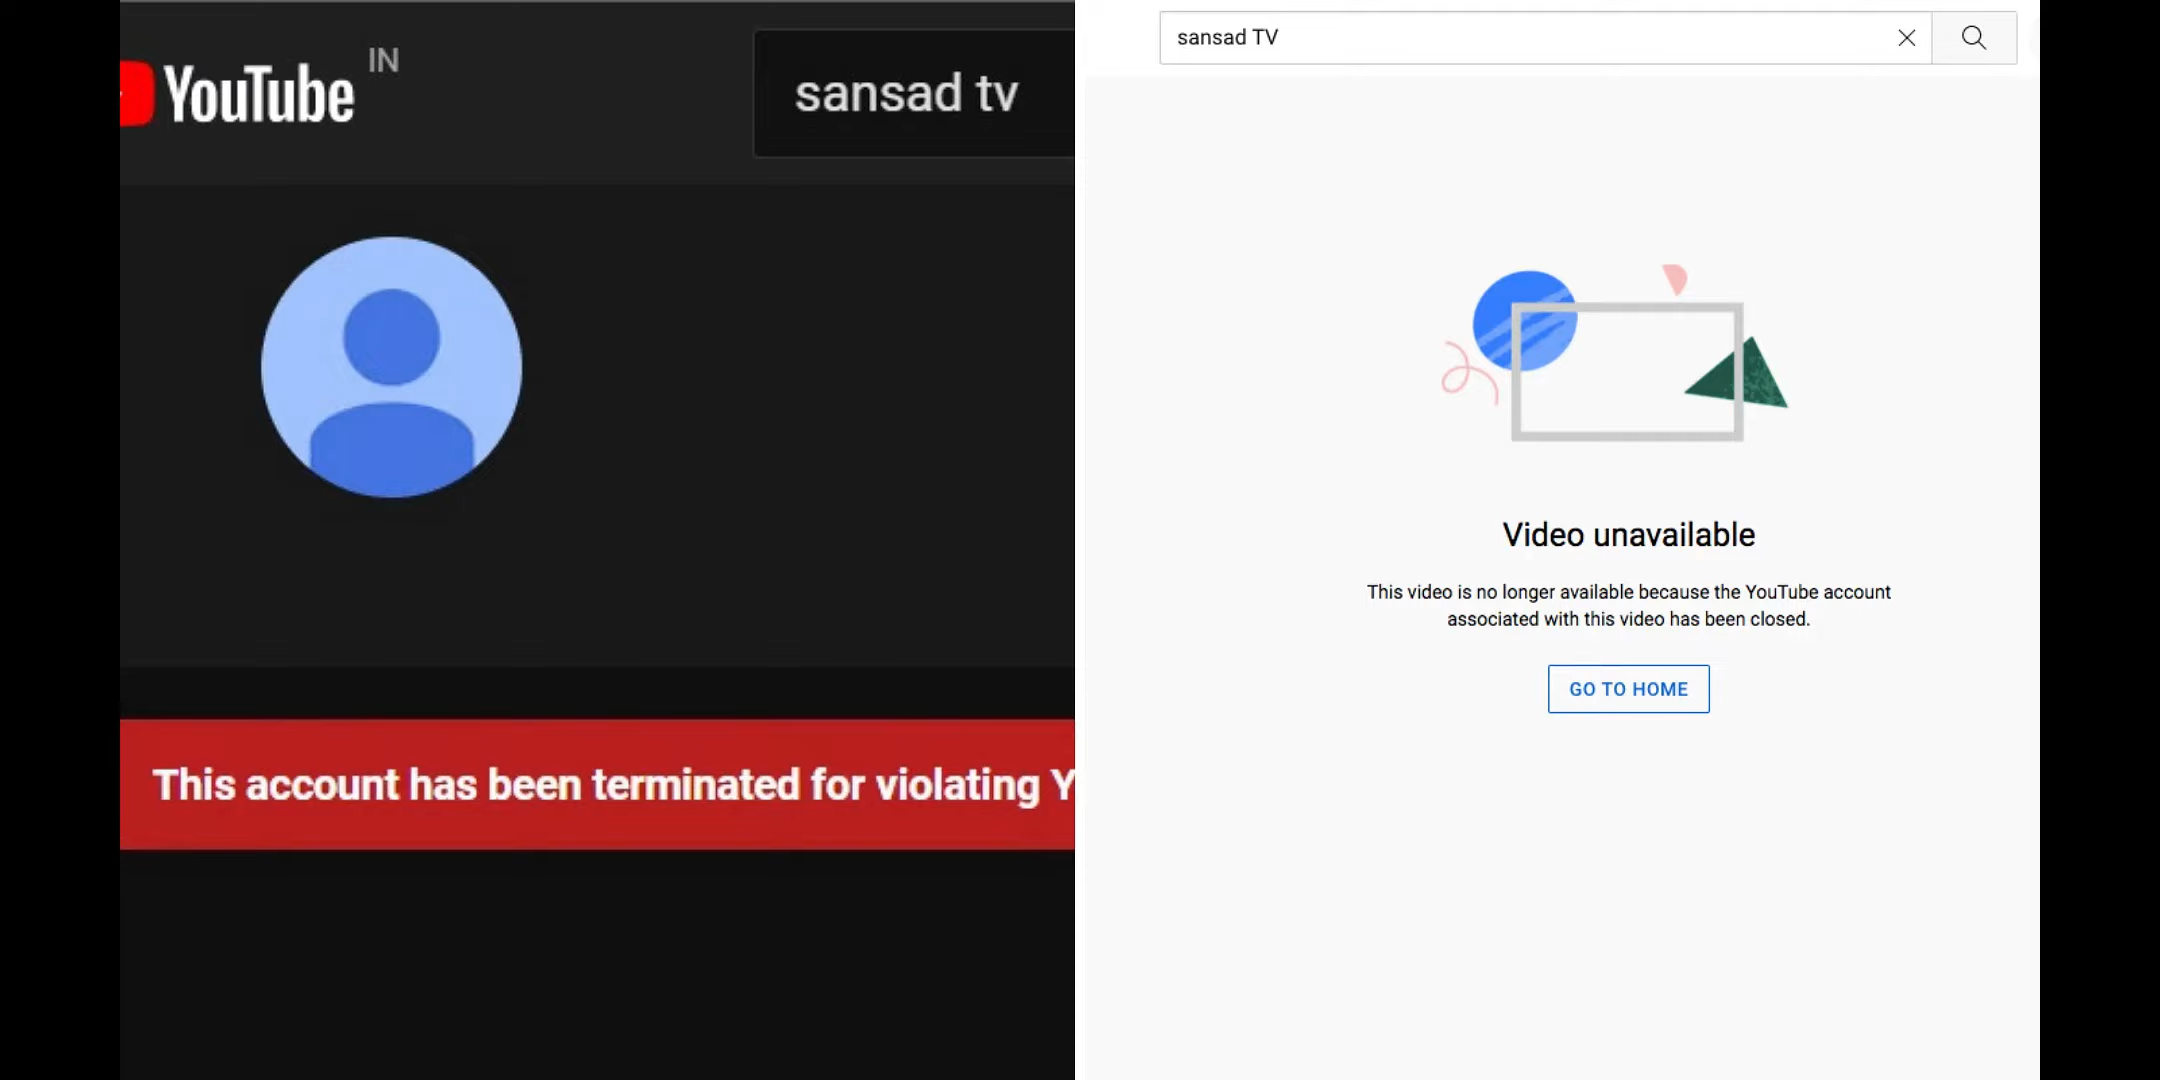 YouTube IN
sansad tv
This account has been terminated for violating Y
sansad TV
Video unavailable
This video is no longer available because the YouTube account
associated with this video has been closed.
GO TO HOME